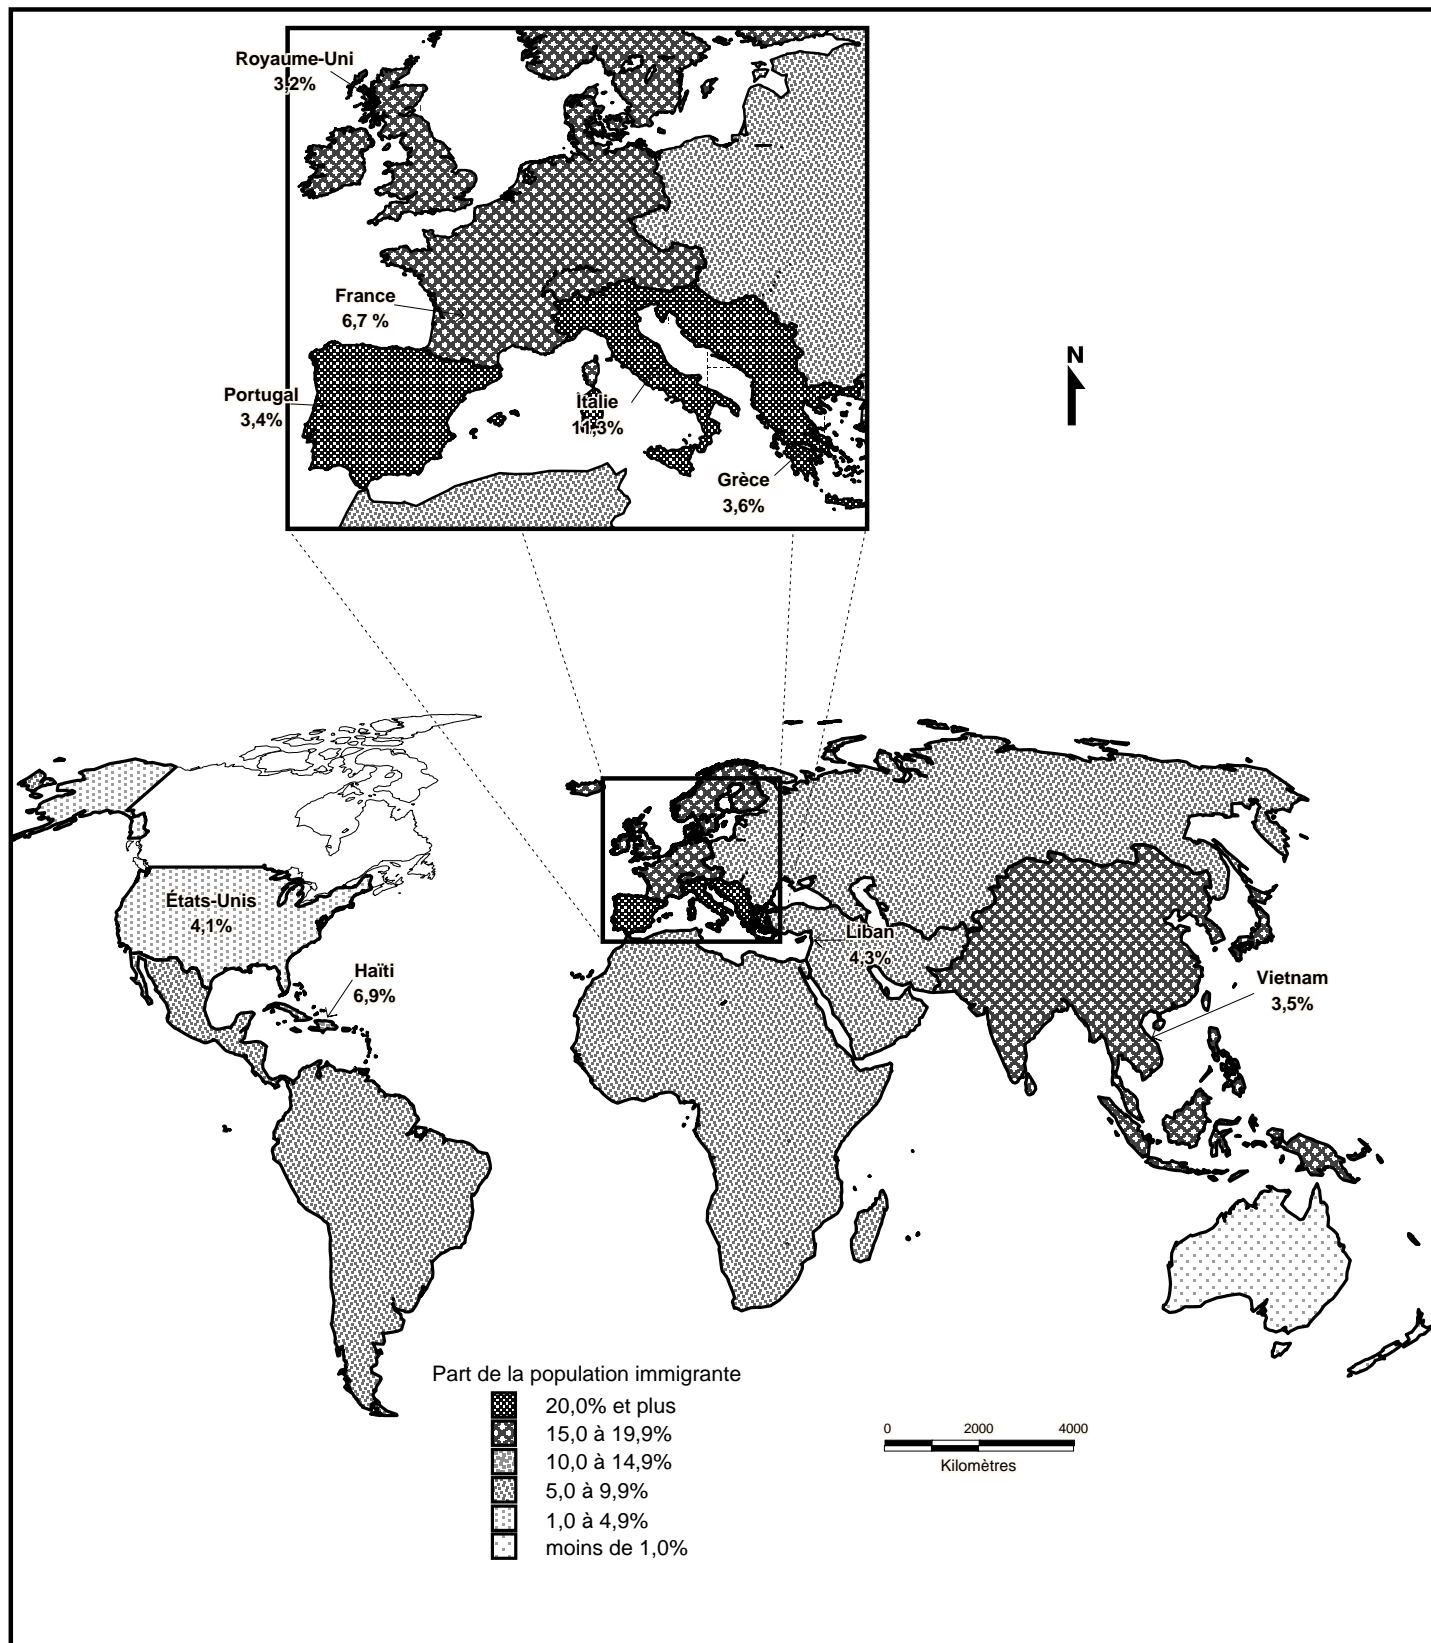 Royaume-Uni
3,2%
France
6,7 %
Portugal
3,4%
Italie
11,3%
Grèce
3,6%
N
États-Unis
4,1%
Haïti
6,9%
Liban
4,3%
Vietnam
3,5%
Part de la population immigrante
20,0% et plus
15,0 à 19,9%
10,0 à 14,9%
5,0 à 9,9%
1,0 à 4,9%
moins de 1,0%
0 2000 4000
Kilomètres